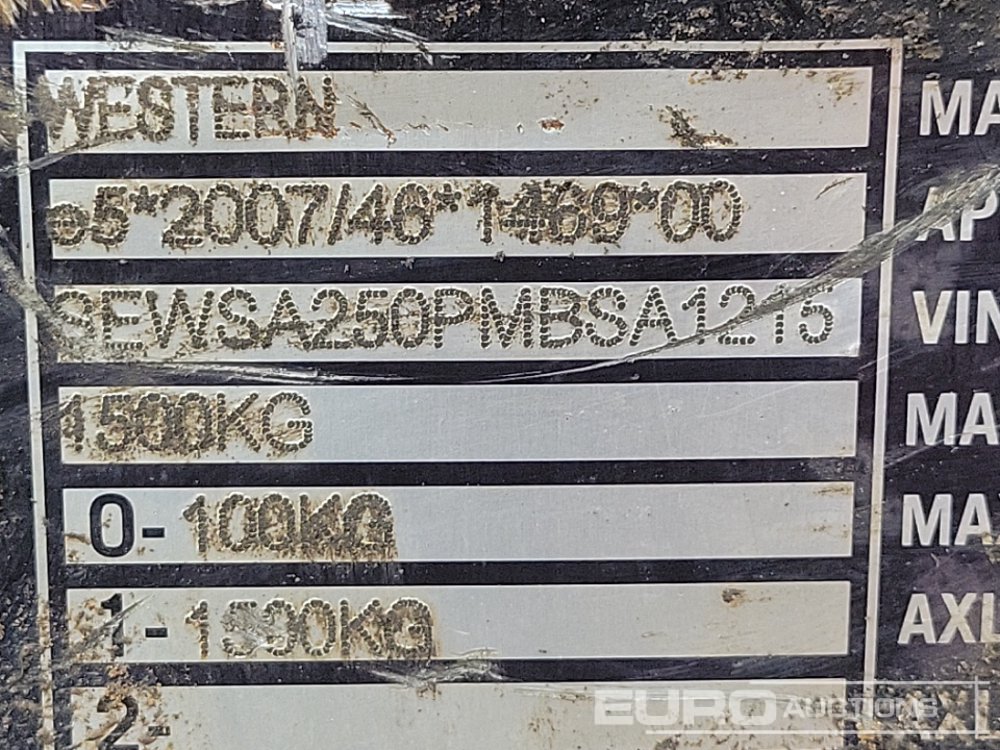 WESTERN MA
e5*2007/46*1469*00 AP
SEWSA250PMBSA1215 VIN
1500KG MA
0- 100KG MA
1- 1500KG AXL
2-
EURO AUCTIONS